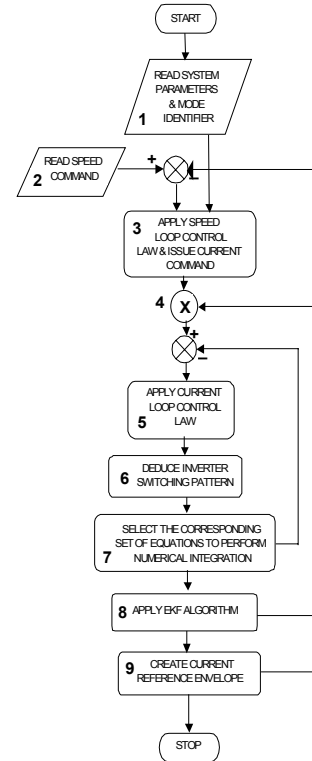 START
READ SYSTEM
PARAMETERS
& MODE
1 IDENTIFIER
READ SPEED
2 COMMAND
+
−
APPLY SPEED
3 LOOP CONTROL
LAW & ISSUE CURRENT
COMMAND
4 X
+
−
APPLY CURRENT
LOOP CONTROL
5 LAW
6 DEDUCE INVERTER
SWITCHING PATTERN
SELECT THE CORRESPONDING
SET OF EQUATIONS TO PERFORM
7 NUMERICAL INTEGRATION
8 APPLY EKF ALGORITHM
9 CREATE CURRENT
REFERENCE ENVELOPE
STOP